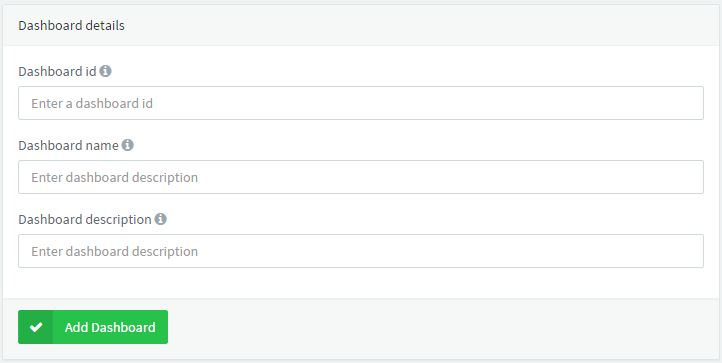 Dashboard details
Dashboard id
Enter a dashboard id
Dashboard name
Enter dashboard description
Dashboard description
Enter dashboard description
Add Dashboard